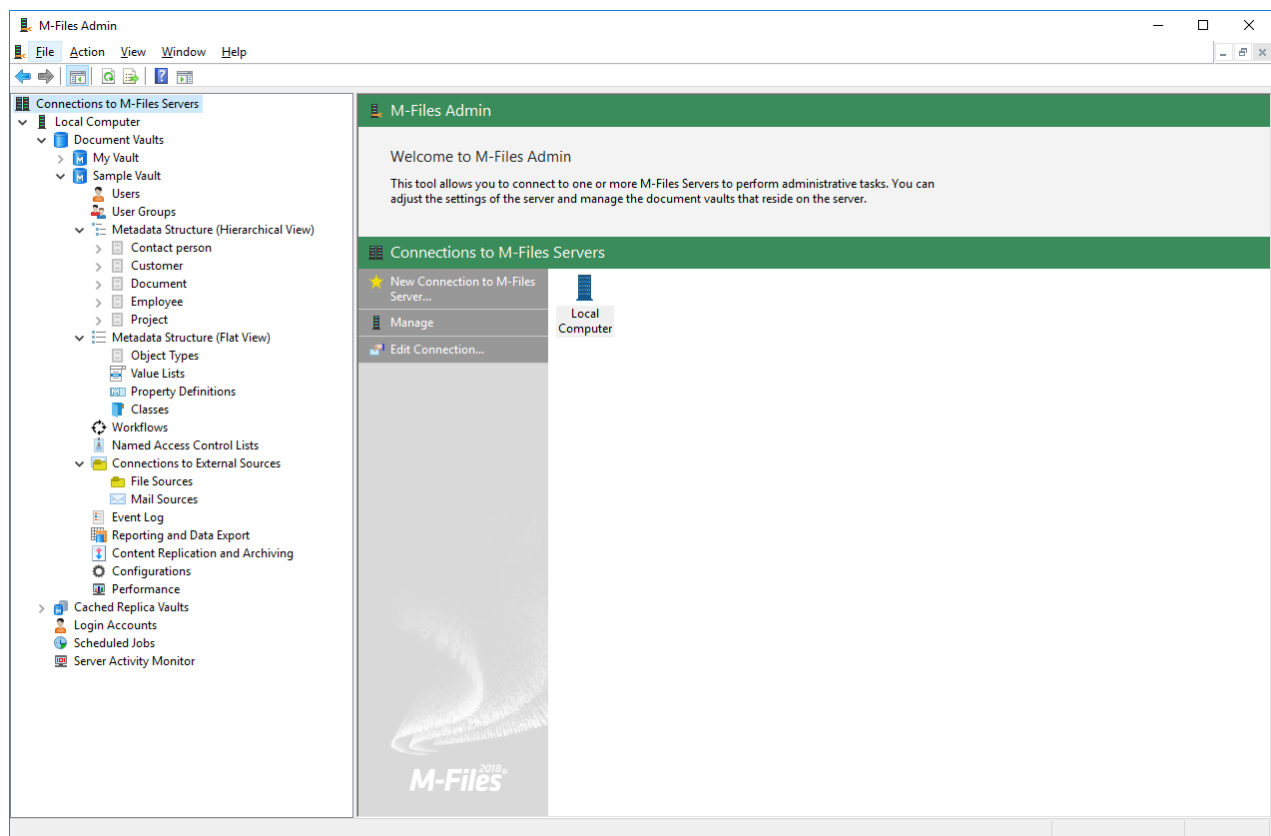 M-Files Admin
File Action View Window Help
Connections to M-Files Servers
Local Computer
Document Vaults
My Vault
Sample Vault
Users
User Groups
Metadata Structure (Hierarchical View)
Contact person
Customer
Document
Employee
Project
Metadata Structure (Flat View)
Object Types
Value Lists
Property Definitions
Classes
Workflows
Named Access Control Lists
Connections to External Sources
File Sources
Mail Sources
Event Log
Reporting and Data Export
Content Replication and Archiving
Configurations
Performance
Cached Replica Vaults
Login Accounts
Scheduled Jobs
Server Activity Monitor
M-Files Admin
Welcome to M-Files Admin
This tool allows you to connect to one or more M-Files Servers to perform administrative tasks. You can
adjust the settings of the server and manage the document vaults that reside on the server.
Connections to M-Files Servers
New Connection to M-Files
Server...
Manage
Edit Connection...
Local
Computer
2018
M-Files®